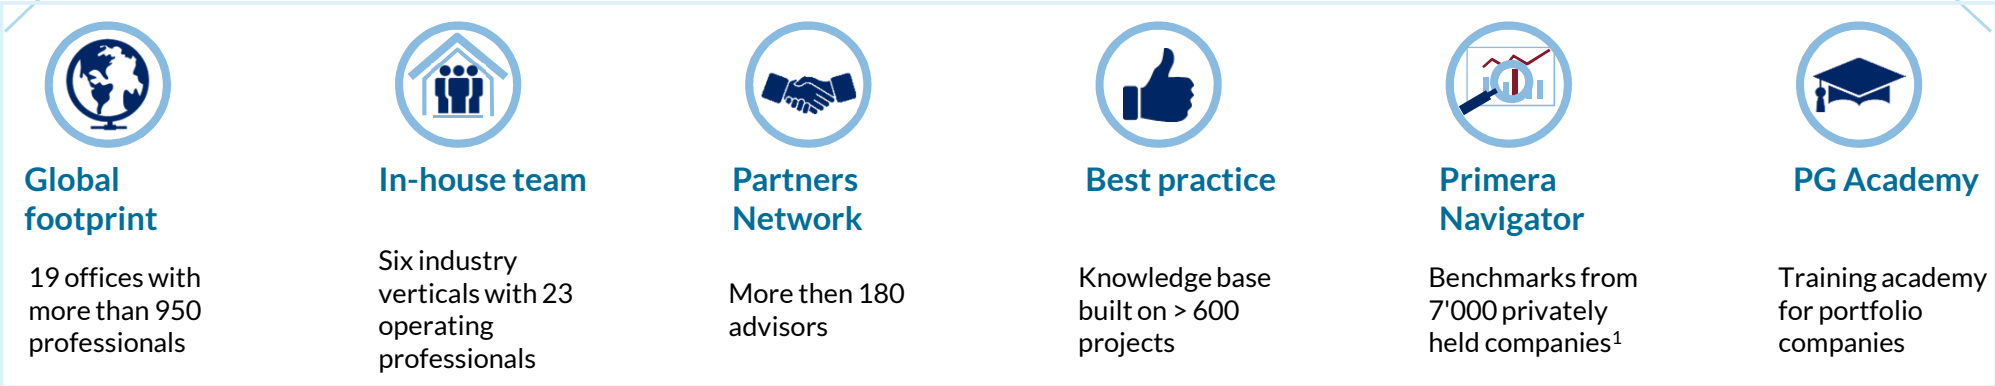 Global
footprint
19 offices with
more than 950
professionals
In-house team
Six industry
verticals with 23
operating
professionals
Partners
Network
More then 180
advisors
Best practice
Knowledge base
built on > 600
projects
Primera
Navigator
Benchmarks from
7'000 privately
held companies¹
PG Academy
Training academy
for portfolio
companies